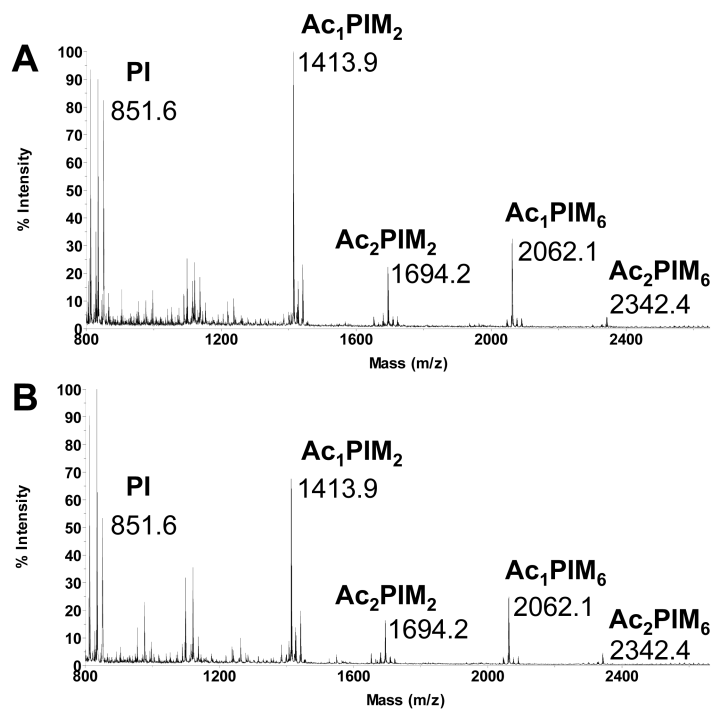 A
Ac₁PIM₂
1413.9
PI
851.6
Ac₁PIM₆
2062.1
Ac₂PIM₂
1694.2
Ac₂PIM₆
2342.4
% Intensity
100
90
80
70
60
50
40
30
20
10
0
800 1200 1600 2000 2400
Mass (m/z)
B
Ac₁PIM₂
1413.9
PI
851.6
Ac₁PIM₆
2062.1
Ac₂PIM₂
1694.2
Ac₂PIM₆
2342.4
% Intensity
100
90
80
70
60
50
40
30
20
10
0
800 1200 1600 2000 2400
Mass (m/z)